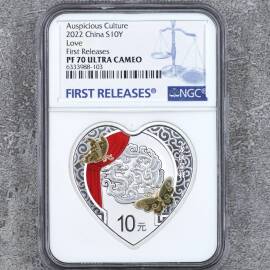 Auspicious Culture
2022 China S10Y
Love
First Releases
PF 70 ULTRA CAMEO
6333988-103
FIRST RELEASES®
NGC
10元